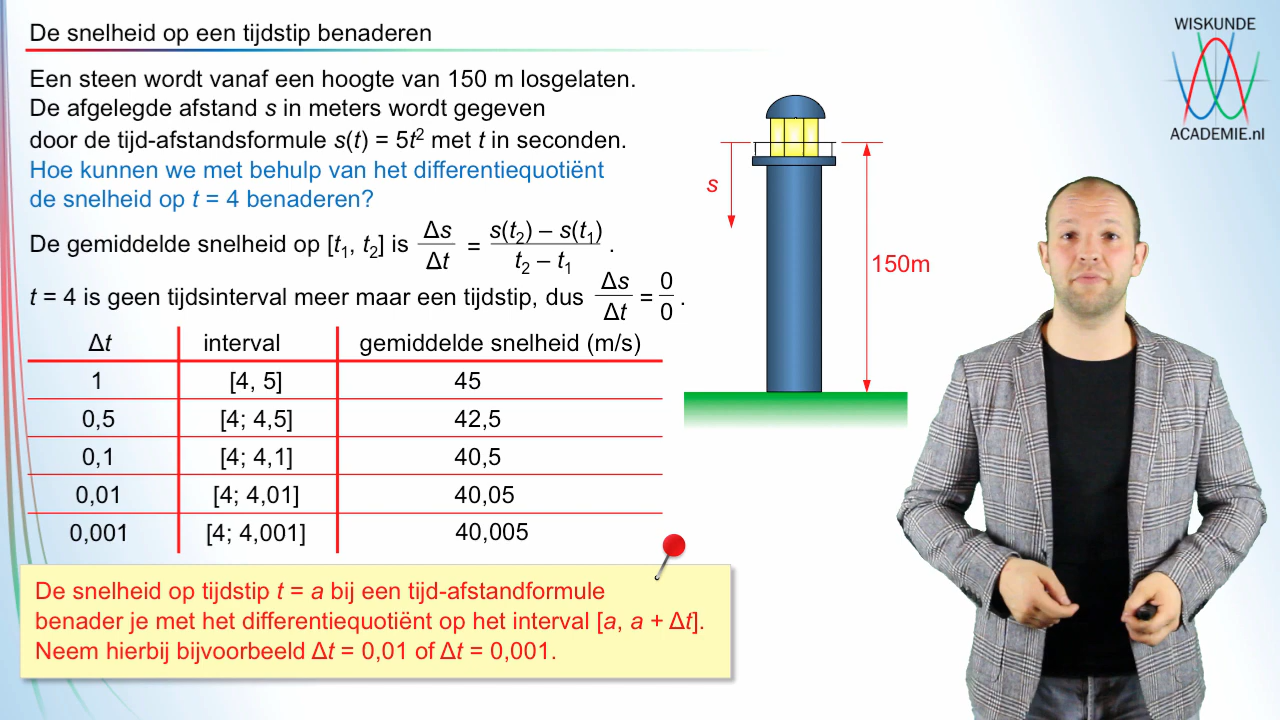 De snelheid op een tijdstip benaderen
WISKUNDE
ACADEMIE.nl
Een steen wordt vanaf een hoogte van 150 m losgelaten.
De afgelegde afstand s in meters wordt gegeven
door de tijd-afstandsformule s(t) = 5t² met t in seconden.
Hoe kunnen we met behulp van het differentiequotiënt
de snelheid op t = 4 benaderen?
De gemiddelde snelheid op [t₁, t₂] is Δs/Δt = (s(t₂) – s(t₁))/(t₂ – t₁) .
t = 4 is geen tijdsinterval meer maar een tijdstip, dus Δs/Δt = 0/0 .
Δt interval gemiddelde snelheid (m/s)
1 [4, 5] 45
0,5 [4; 4,5] 42,5
0,1 [4; 4,1] 40,5
0,01 [4; 4,01] 40,05
0,001 [4; 4,001] 40,005
s
150m
De snelheid op tijdstip t = a bij een tijd-afstandformule
benader je met het differentiequotiënt op het interval [a, a + Δt].
Neem hierbij bijvoorbeeld Δt = 0,01 of Δt = 0,001.